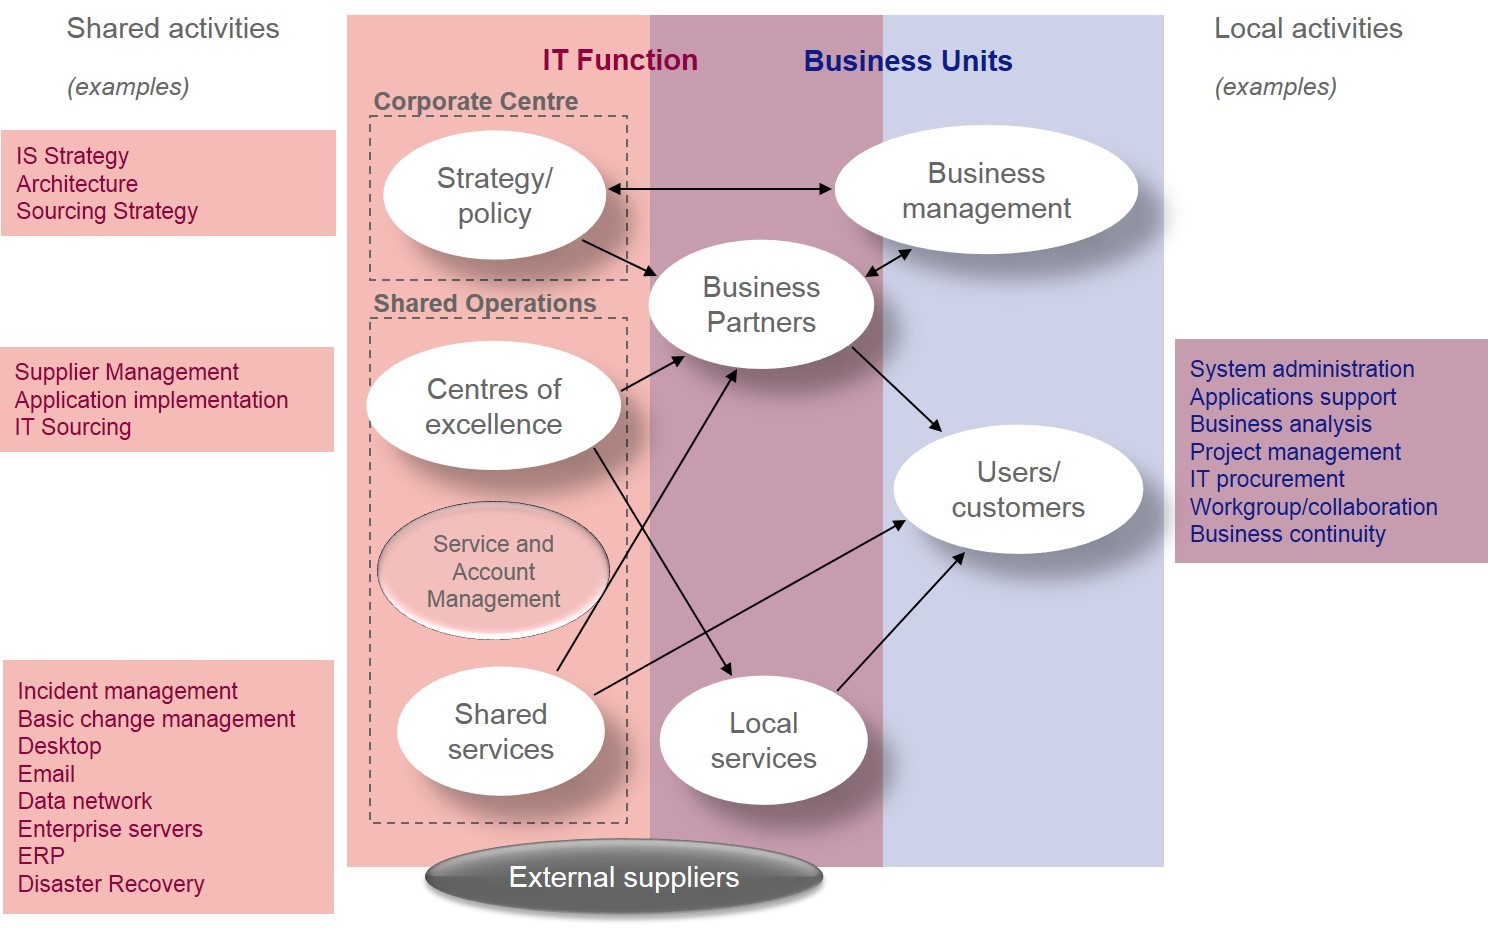 Shared activities
(examples)
IS Strategy
Architecture
Sourcing Strategy
Supplier Management
Application implementation
IT Sourcing
Incident management
Basic change management
Desktop
Email
Data network
Enterprise servers
ERP
Disaster Recovery
IT Function
Business Units
Corporate Centre
Strategy/
policy
Business
management
Business
Partners
Shared Operations
Centres of
excellence
Users/
customers
Service and
Account
Management
Shared
services
Local
services
External suppliers
Local activities
(examples)
System administration
Applications support
Business analysis
Project management
IT procurement
Workgroup/collaboration
Business continuity